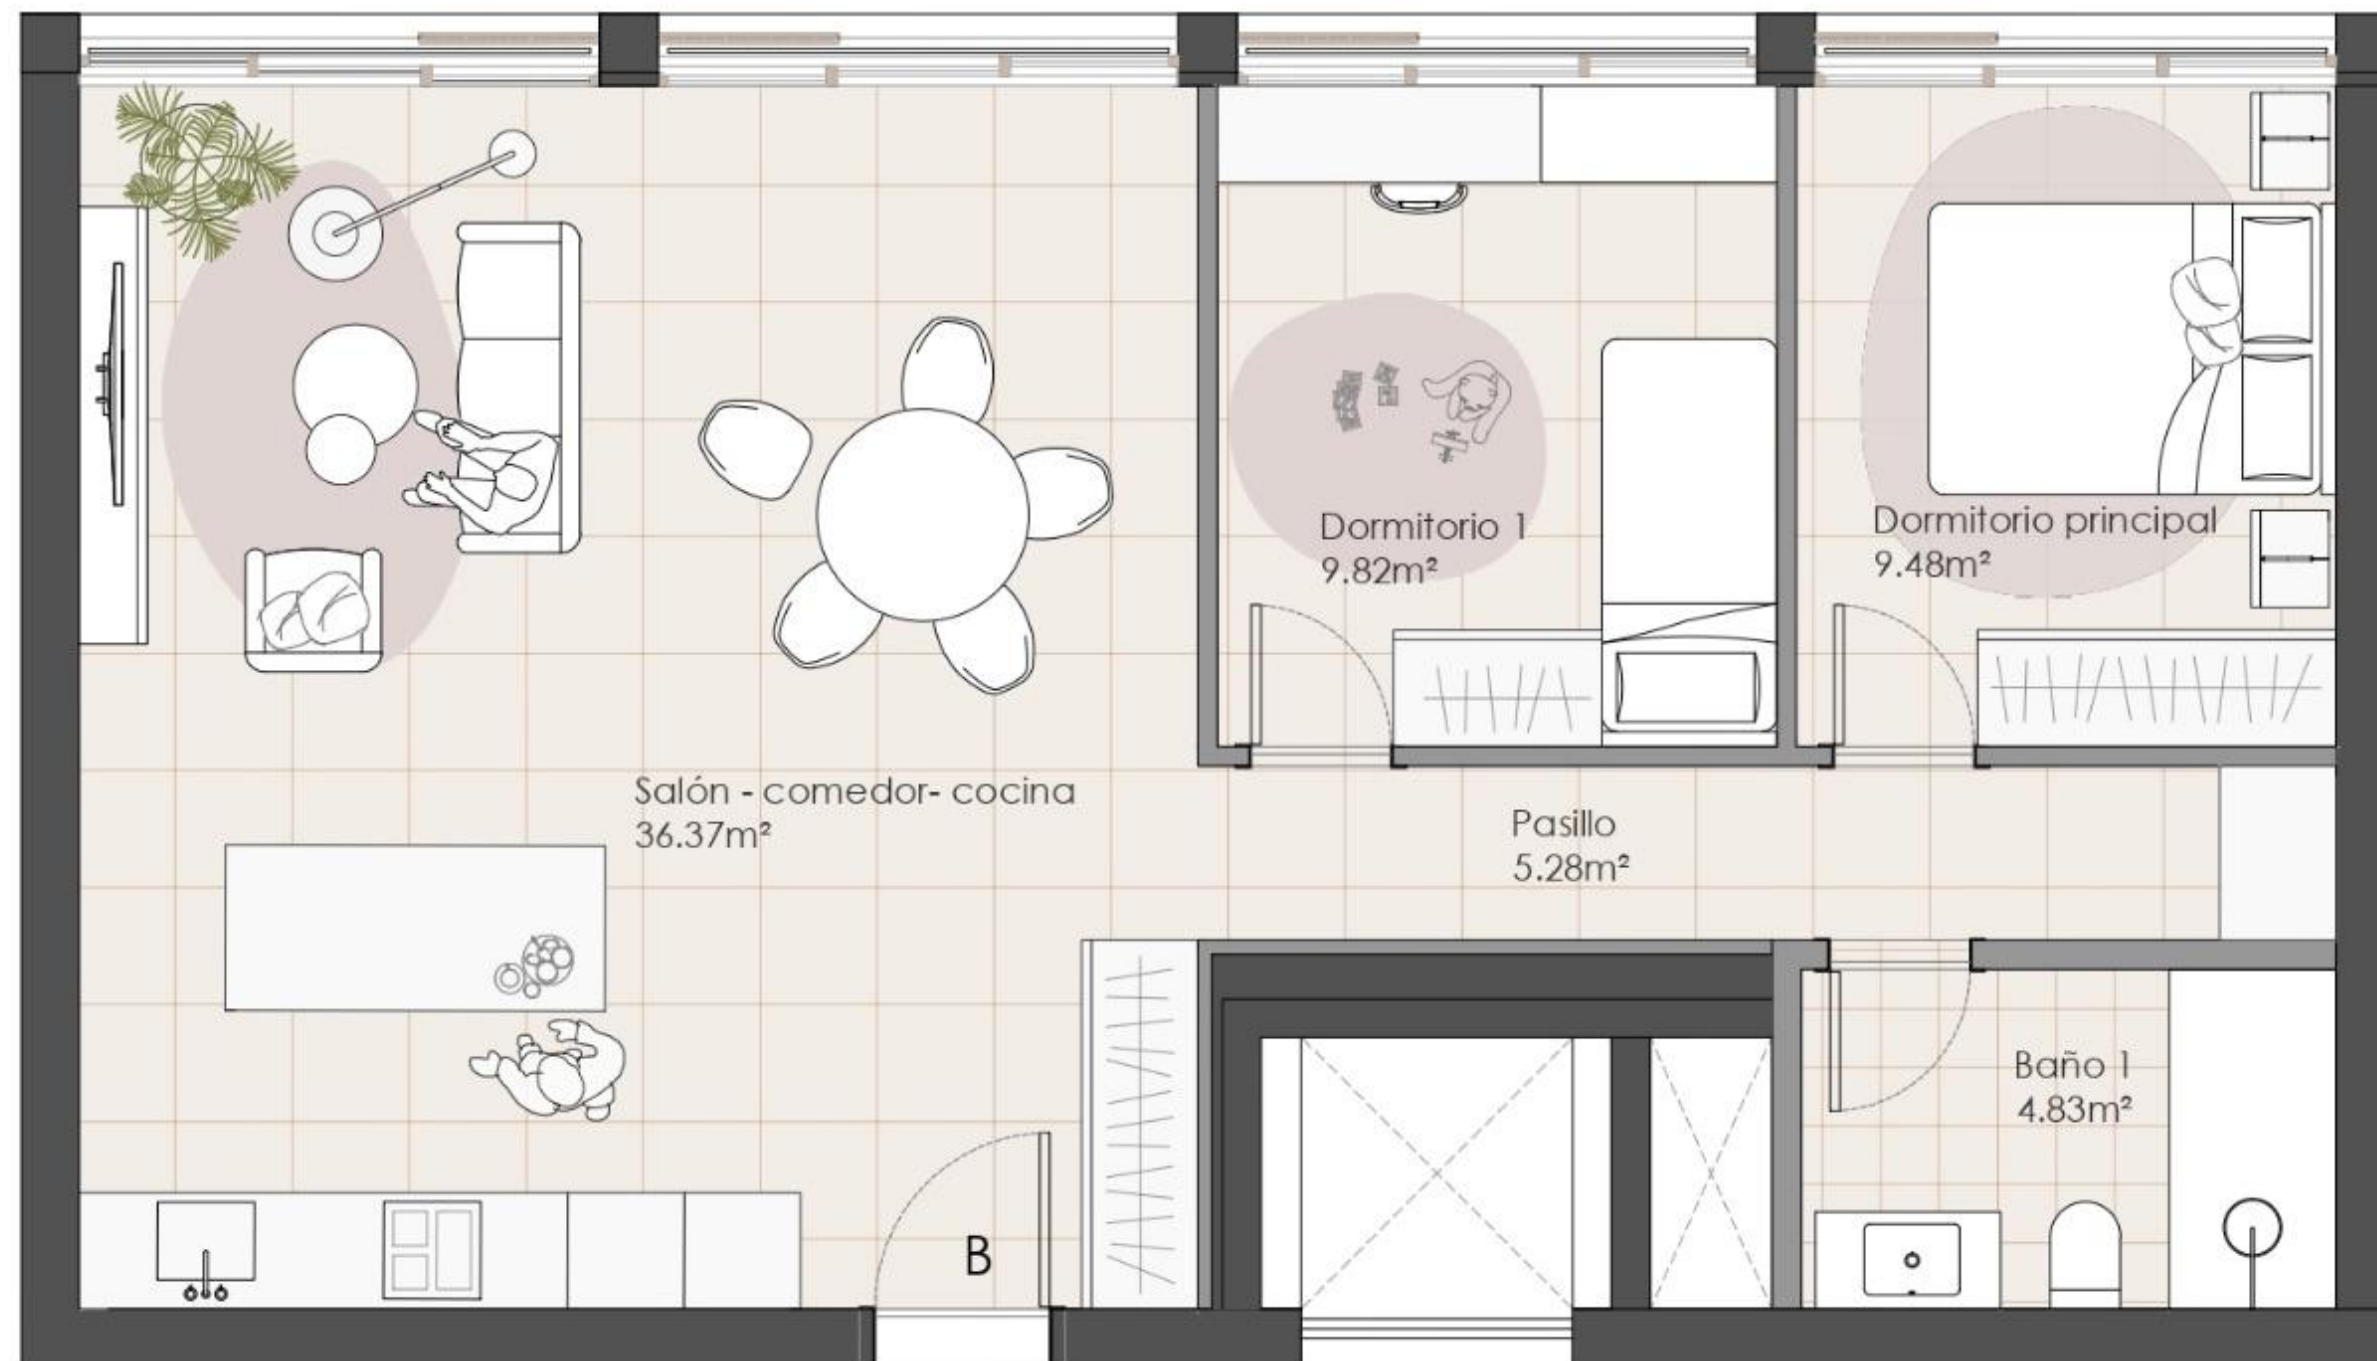 Dormitorio 1
9.82m²
Dormitorio principal
9.48m²
Salón - comedor- cocina
36.37m²
Pasillo
5.28m²
Baño 1
4.83m²
B